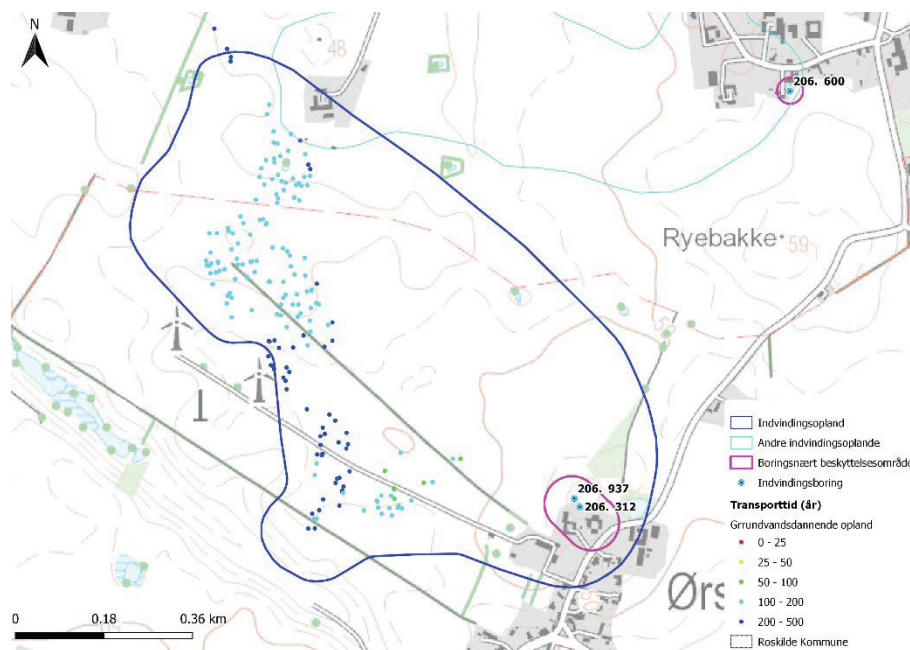 N
48
206. 600
Ryebakke
59
50
206. 937
206. 312
Ørs
0 0.18 0.36 km
Indvindingsopland
Andre indvindingsoplande
Boringsnært beskyttelsesområde
Indvindingsboring
Transporttid (år)
Grrundvandsdannende opland
0 - 25
25 - 50
50 - 100
100 - 200
200 - 500
Roskilde Kommune